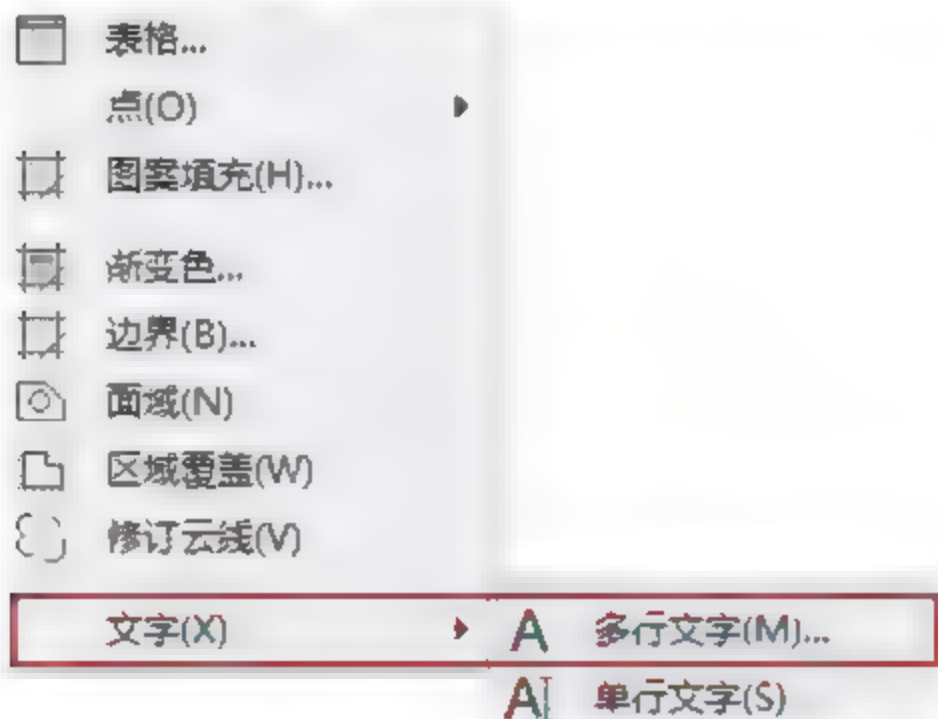 表格...
点(O)
图案填充(H)...
渐变色...
边界(B)...
面域(N)
区域覆盖(W)
修订云线(V)
文字(X)
A 多行文字(M)...
A 单行文字(S)